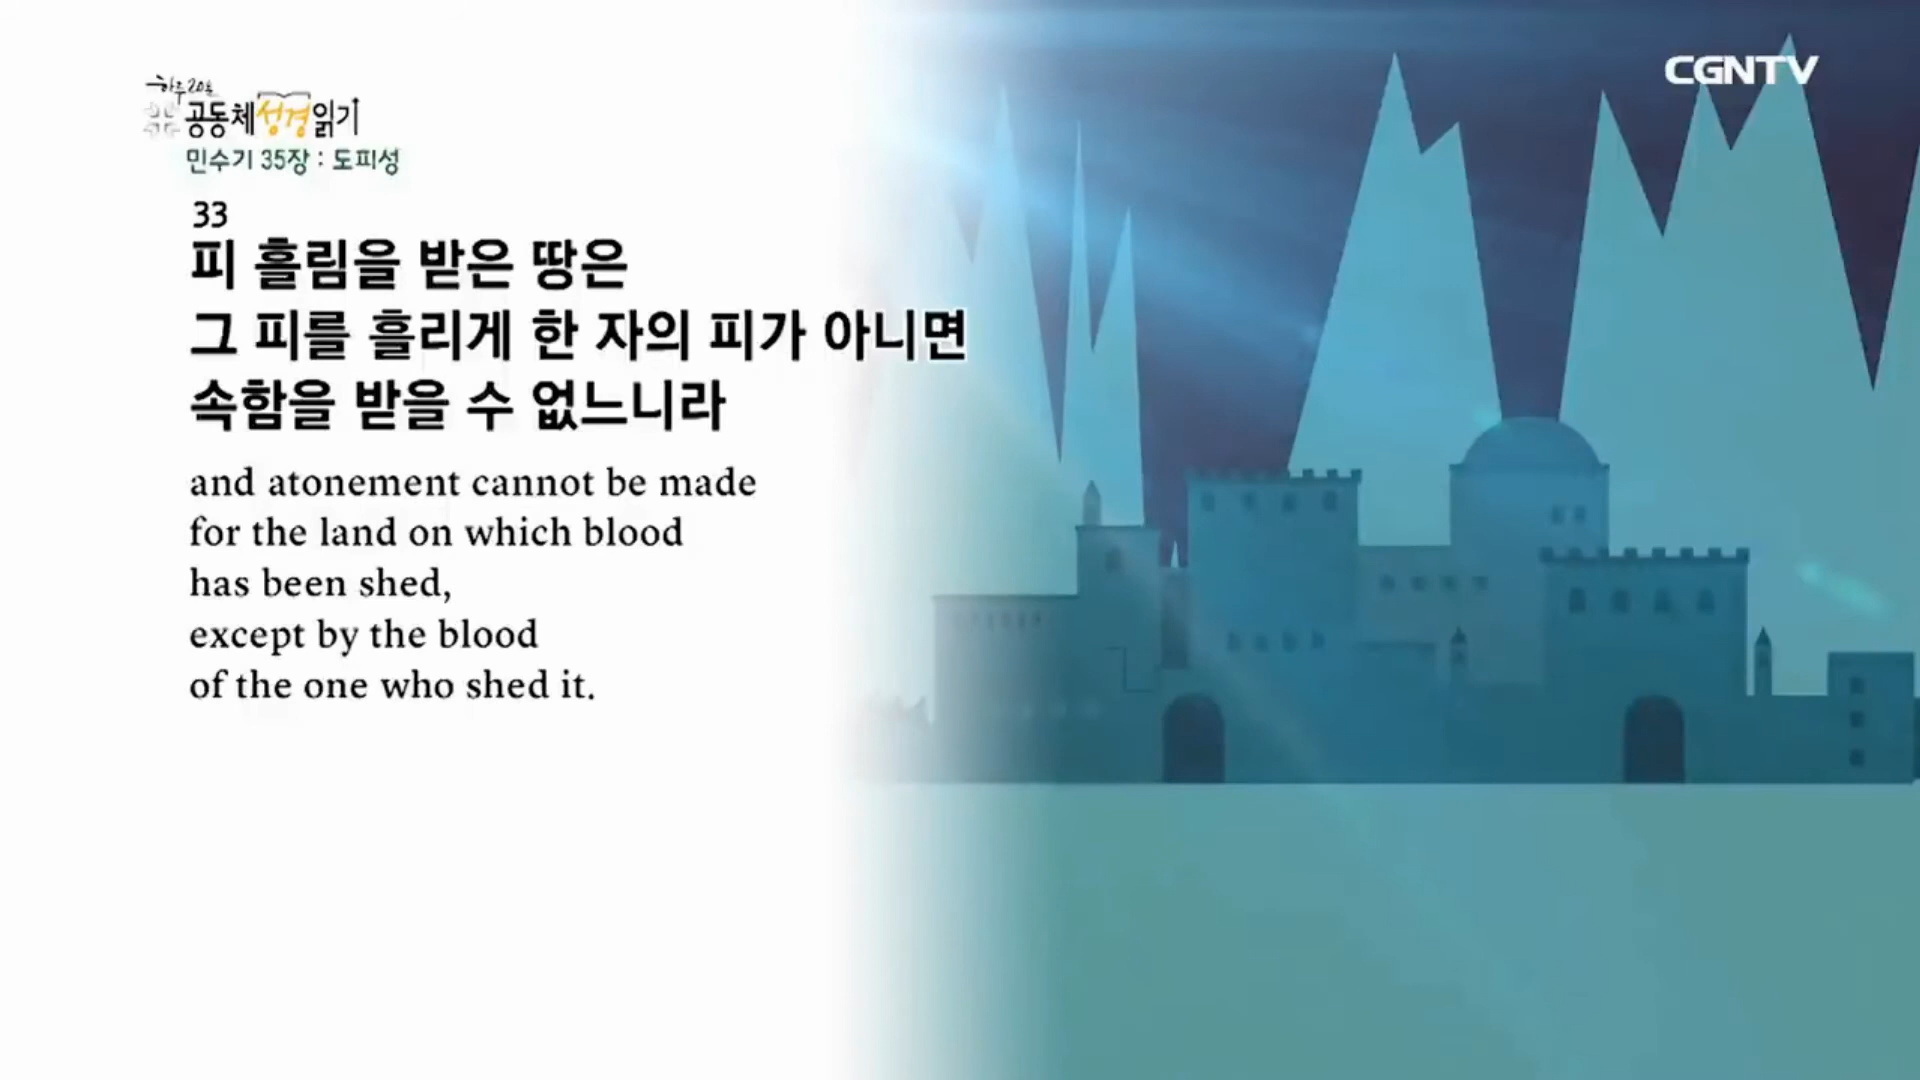 하루20분
공동체성경읽기
민수기 35장 : 도피성
CGNTV
33
피 흘림을 받은 땅은
그 피를 흘리게 한 자의 피가 아니면
속함을 받을 수 없느니라
and atonement cannot be made
for the land on which blood
has been shed,
except by the blood
of the one who shed it.